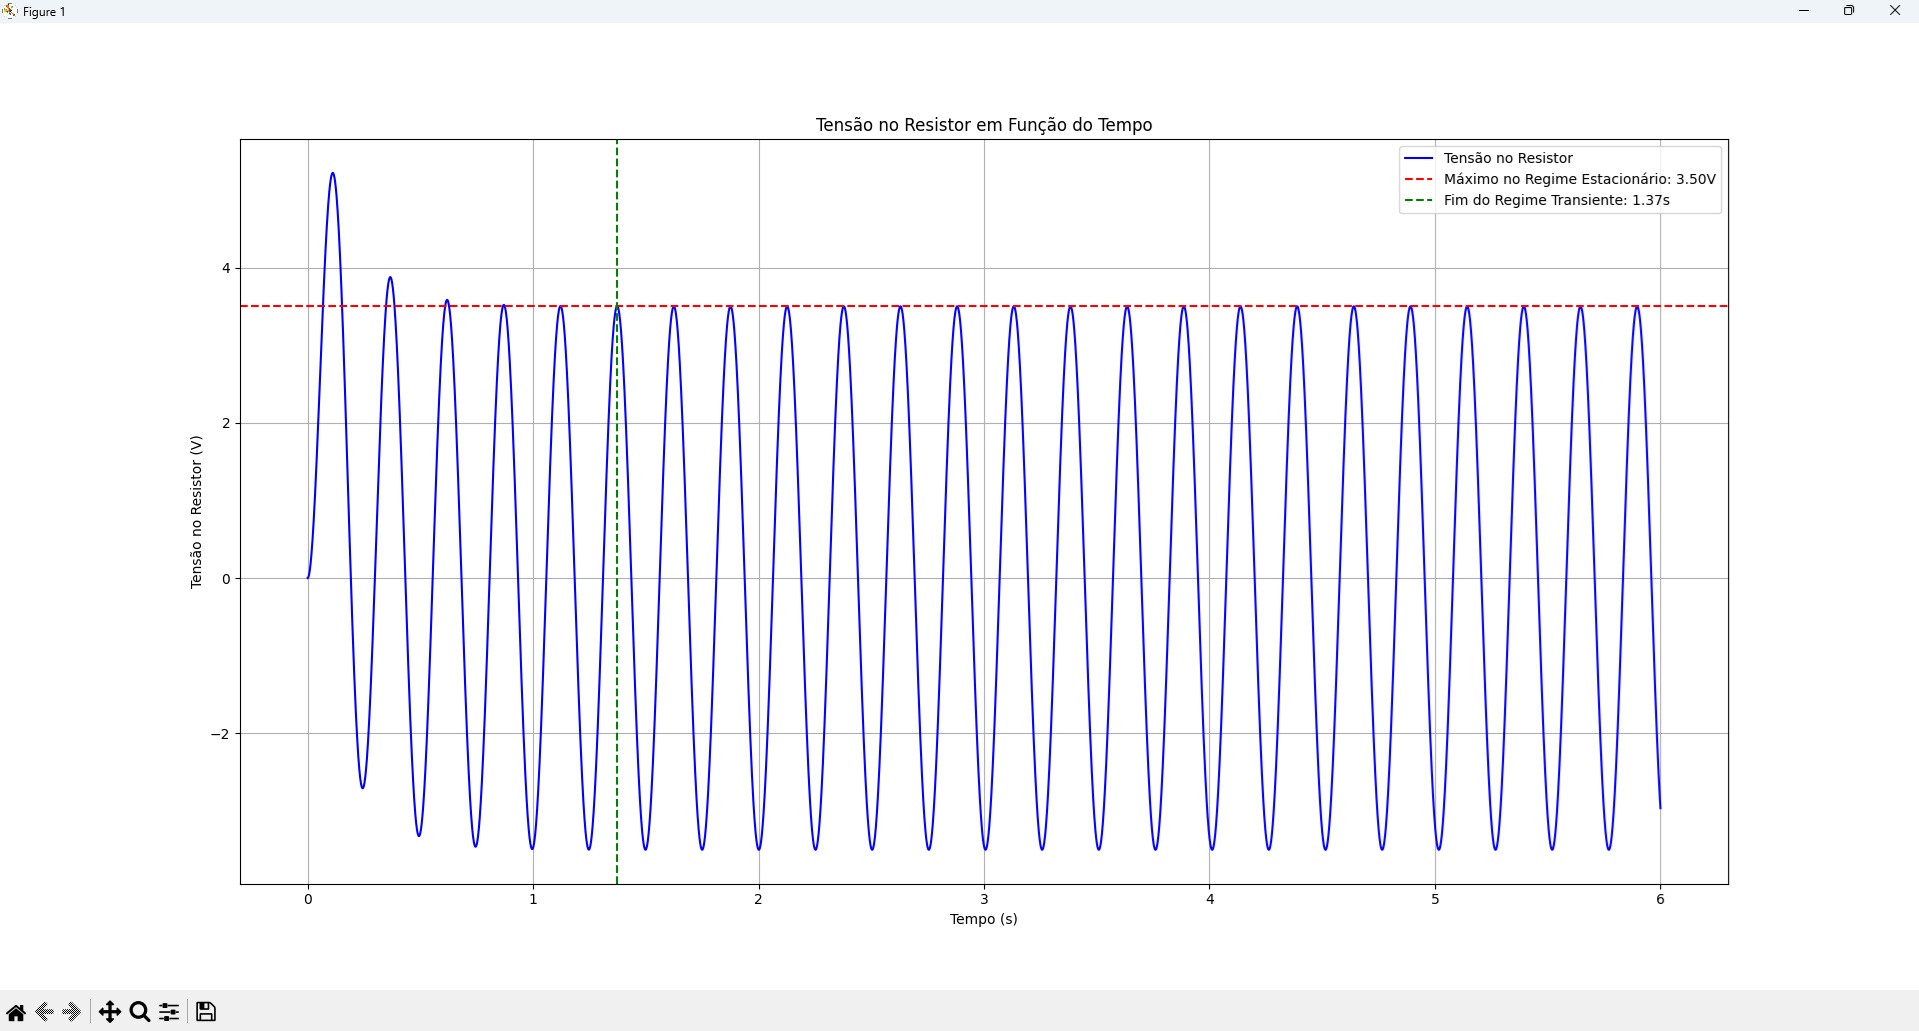 Figure 1
Tensão no Resistor em Função do Tempo
Tensão no Resistor
Máximo no Regime Estacionário: 3.50V
Fim do Regime Transiente: 1.37s
Tensão no Resistor (V)
4
2
0
−2
0 1 2 3 4 5 6
Tempo (s)